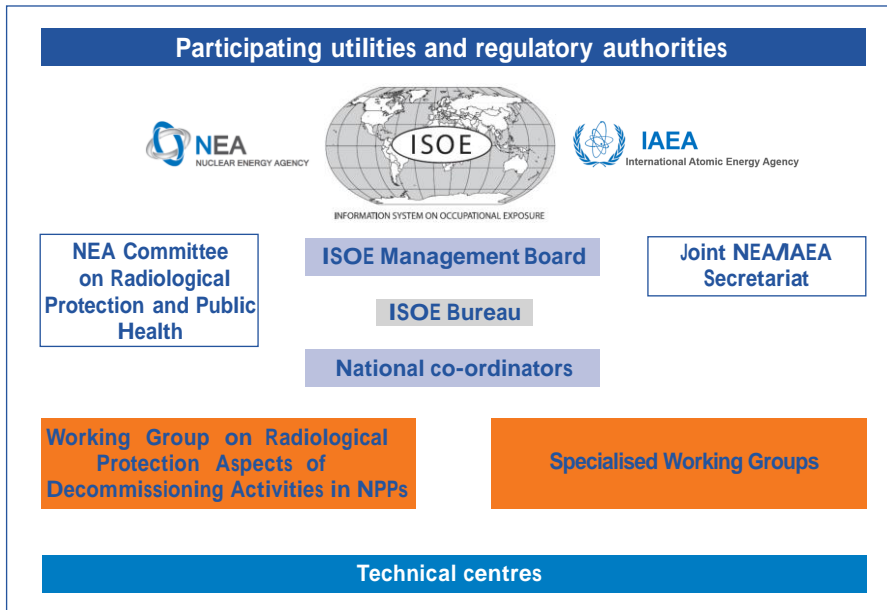 Participating utilities and regulatory authorities
NEA
NUCLEAR ENERGY AGENCY
ISOE
INFORMATION SYSTEM ON OCCUPATIONAL EXPOSURE
IAEA
International Atomic Energy Agency
NEA Committee
on Radiological
Protection and Public
Health
ISOE Management Board
ISOE Bureau
National co-ordinators
Joint NEA/IAEA
Secretariat
Working Group on Radiological
Protection Aspects of
Decommissioning Activities in NPPs
Specialised Working Groups
Technical centres